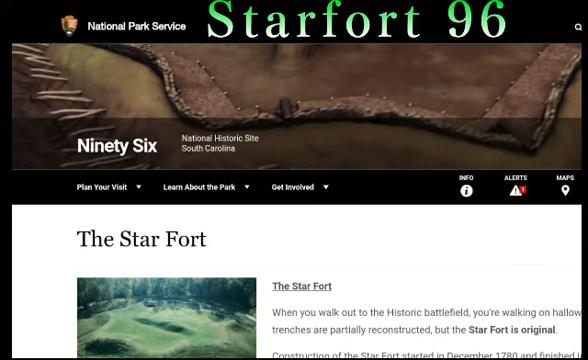 Starfort 96
National Park Service
Ninety Six
National Historic Site
South Carolina
Plan Your Visit
Learn About the Park
Get Involved
INFO
ALERTS
1
MAPS
The Star Fort
The Star Fort
When you walk out to the Historic battlefield, you're walking on hallow
trenches are partially reconstructed, but the Star Fort is original.
Construction of the Star Fort started in December 1780 and finished i